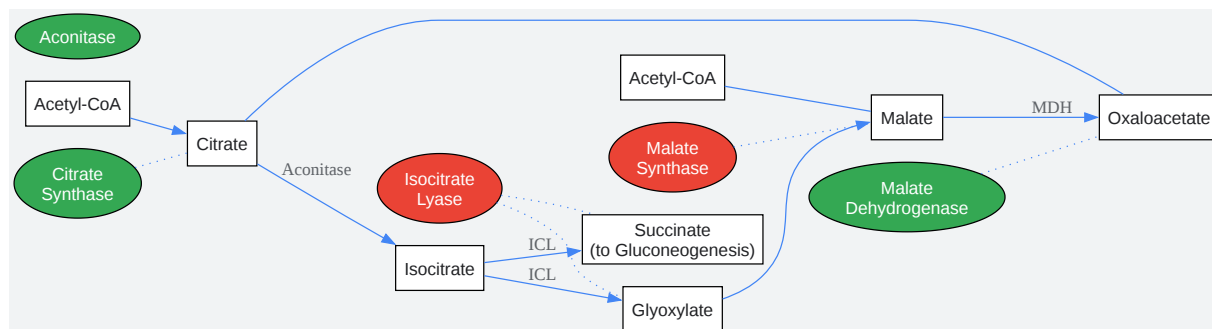 Aconitase
Acetyl-CoA
Citrate
Synthase
Citrate
Aconitase
Isocitrate
Lyase
Isocitrate
ICL
ICL
Succinate
(to Gluconeogenesis)
Glyoxylate
Acetyl-CoA
Malate
Synthase
Malate
MDH
Oxaloacetate
Malate
Dehydrogenase